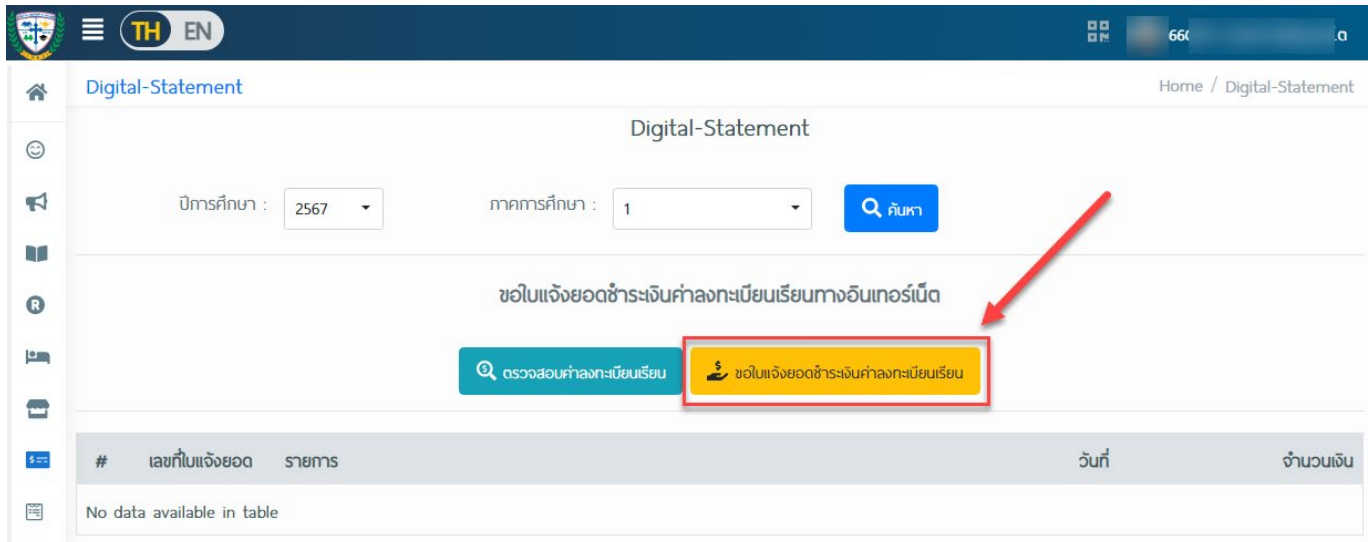 TH EN
Digital-Statement
Home / Digital-Statement
Digital-Statement
ปีการศึกษา : 2567 ภาคการศึกษา : 1 ค้นหา
ขอใบแจ้งยอดชำระเงินค่าลงทะเบียนเรียนทางอินเทอร์เน็ต
ตรวจสอบค่าลงทะเบียนเรียน ขอใบแจ้งยอดชำระเงินค่าลงทะเบียนเรียน
# เลขที่ใบแจ้งยอด รายการ วันที่ จำนวนเงิน
No data available in table